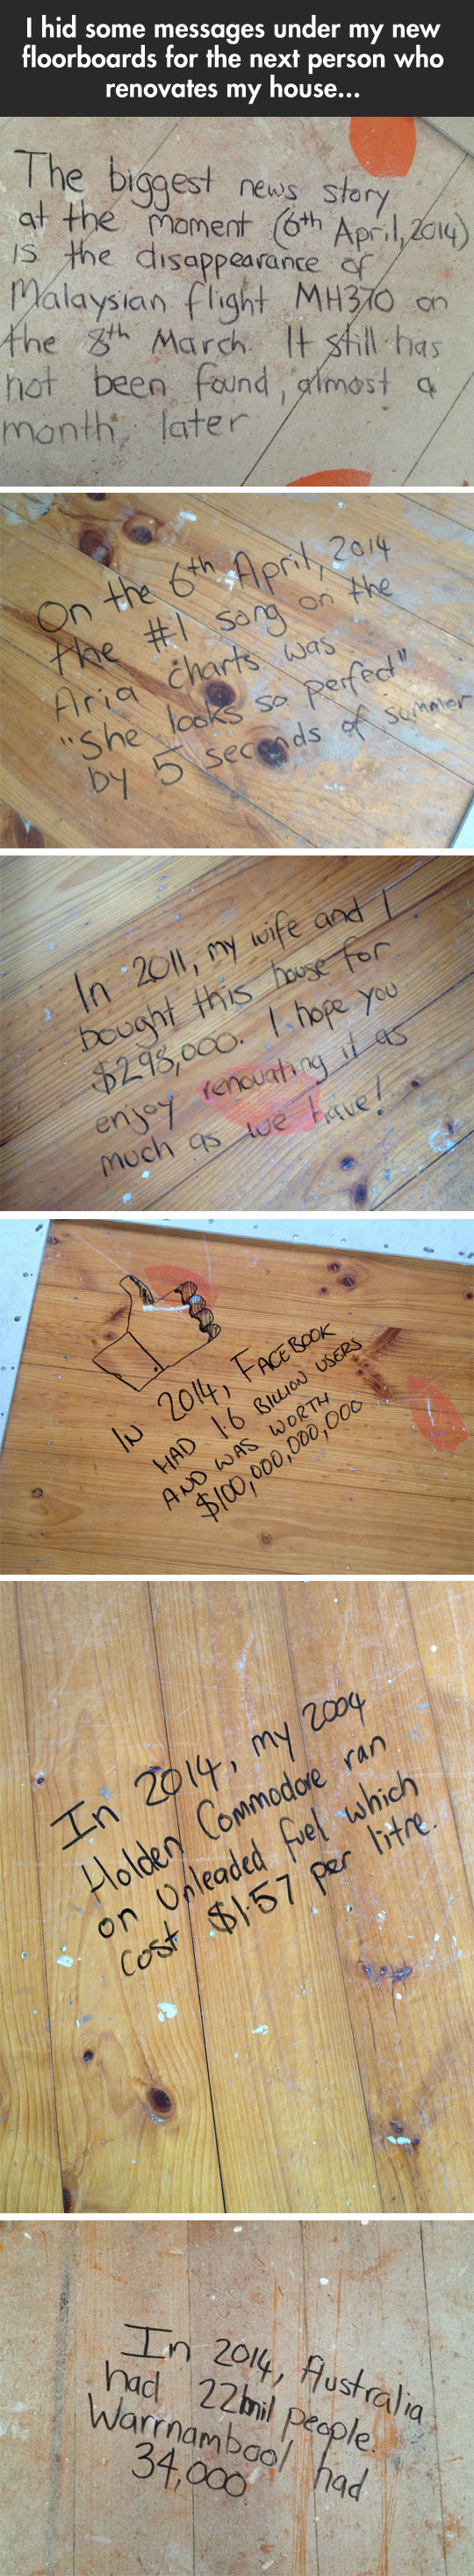 I hid some messages under my new
floorboards for the next person who
renovates my house...
The biggest news story
at the moment (6th April, 2014)
is the disappearance of
Malaysian flight MH370 on
the 8th March. It still has
not been found, almost a
month later
On the 6th April, 2014
the #1 song on the
Aria charts was
"She looks so perfect"
by 5 seconds of summer
In 2011, my wife and I
bought this house for
$298,000. I hope you
enjoy renovating it as
much as we have!
IN 2014, FACEBOOK
HAD 1.6 BILLION USERS
AND WAS WORTH
$100,000,000,000
In 2014, my 2004
Holden Commodore ran
on Unleaded fuel which
cost $1.57 per litre.
In 2014, Australia
had 22mil people.
Warrnambool had
34,000